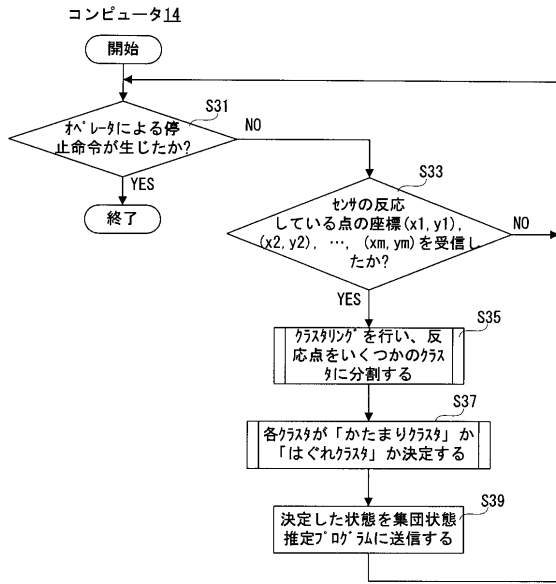 コンピュータ14
開始
S31
ｵﾍﾟﾚｰﾀによる停
止命令が生じたか?
NO
YES
終了
S33
ｾﾝｻの反応
している点の座標(x1,y1),
(x2,y2), …, (xm,ym)を受信し
たか?
NO
YES
S35
ｸﾗｽﾀﾘﾝｸﾞを行い、反
応点をいくつかのｸﾗｽ
ﾀに分割する
S37
各ｸﾗｽﾀが「かたまりｸﾗｽﾀ」か
「はぐれｸﾗｽﾀ」か決定する
S39
決定した状態を集団状態
推定ﾌﾟﾛｸﾞﾗﾑに送信する